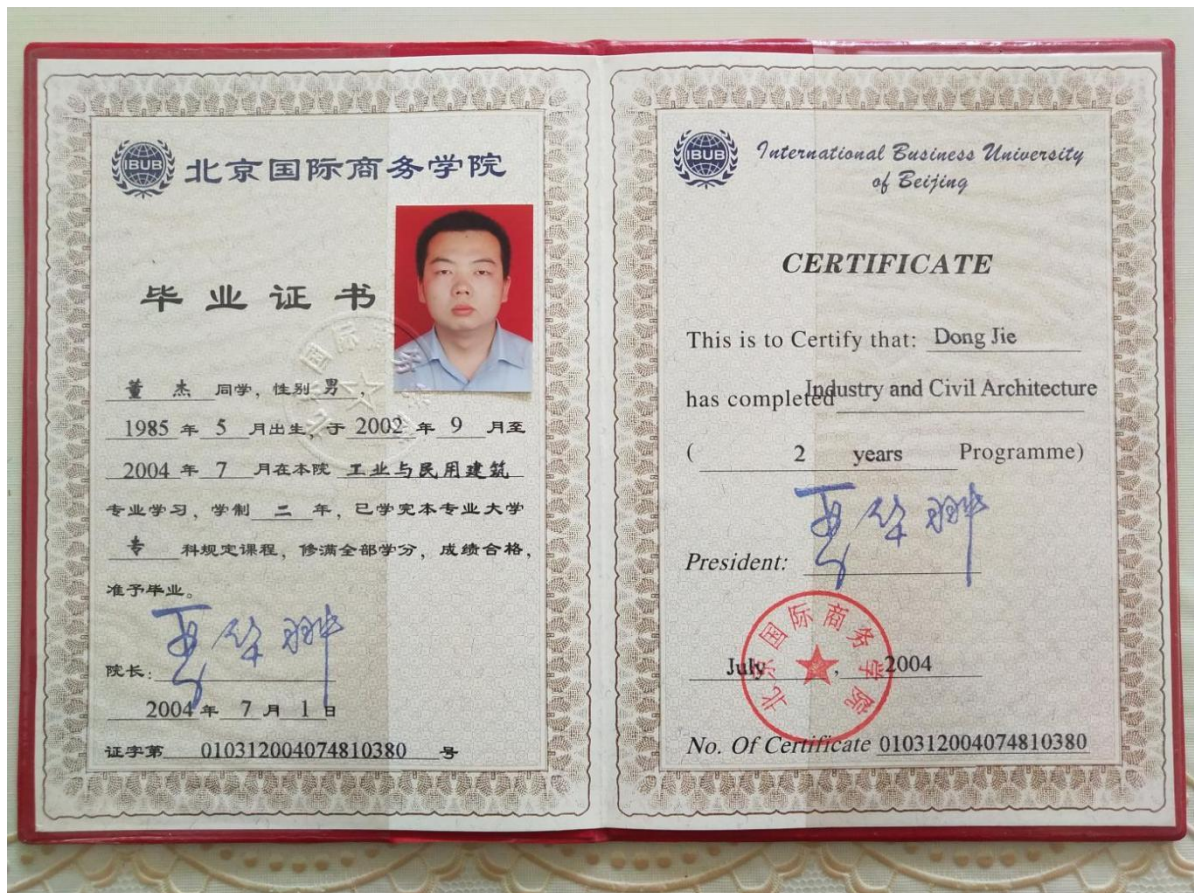 IBUB
北京国际商务学院
毕业证书
董杰 同学，性别 男，
1985 年 5 月出生，于 2002 年 9 月至
2004 年 7 月在本院 工业与民用建筑
专业学习，学制 二 年，已学完本专业大学
专 科规定课程，修满全部学分，成绩合格，
准予毕业。
院长：
2004 年 7 月 1 日
证字第 010312004074810380 号
IBUB
International Business University
of Beijing
CERTIFICATE
This is to Certify that: Dong Jie
has completed Industry and Civil Architecture
( 2 years Programme)
President:
北京国际商务学院
July , 2004
No. Of Certificate 010312004074810380